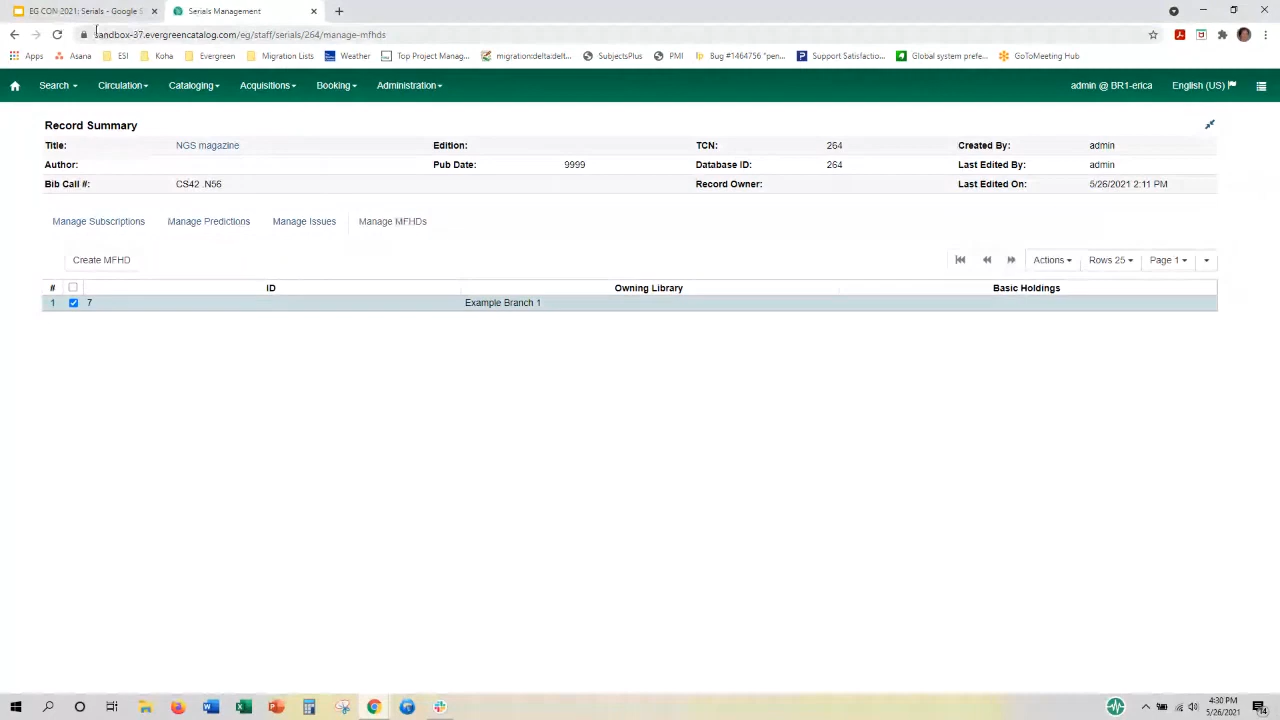 EG-CON-2021: Serials - Google S
Serials Management
sandbox-37.evergreencatalog.com/eg/staff/serials/264/manage-mfhds
Apps Asana ESI Koha Evergreen Migration Lists Weather Top Project Manag... migration:delta:delt... SubjectsPlus PMI Bug #1464756 "pen... Support Satisfactio... Global system prefe... GoToMeeting Hub
Search Circulation Cataloging Acquisitions Booking Administration admin @ BR1-erica English (US)
Record Summary
Title: NGS magazine Edition: TCN: 264 Created By: admin
Author: Pub Date: 9999 Database ID: 264 Last Edited By: admin
Bib Call #: CS42 .N56 Record Owner: Last Edited On: 5/26/2021 2:11 PM
Manage Subscriptions Manage Predictions Manage Issues Manage MFHDs
Create MFHD Actions Rows 25 Page 1
# ID Owning Library Basic Holdings
1 7 Example Branch 1
4:30 PM
5/26/2021